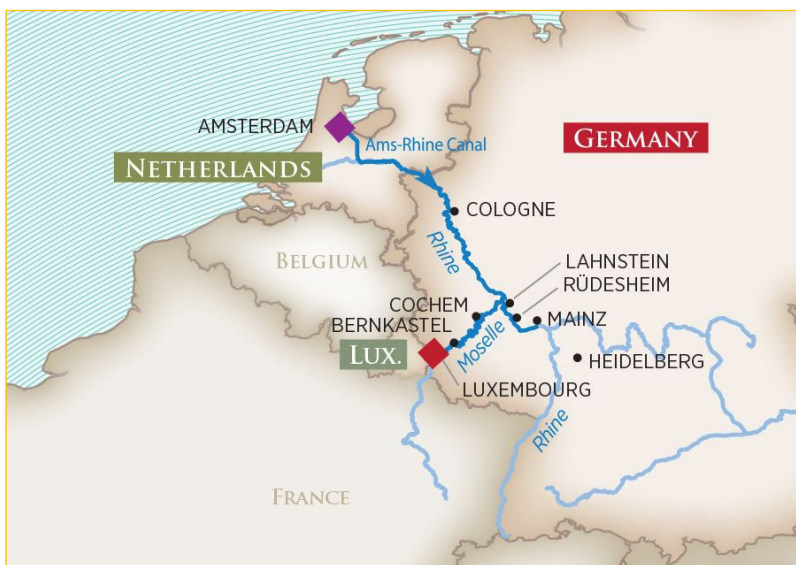 AMSTERDAM
Ams-Rhine Canal
GERMANY
NETHERLANDS
COLOGNE
Rhine
BELGIUM
LAHNSTEIN
RÜDESHEIM
COCHEM
MAINZ
BERNKASTEL
Moselle
LUX.
HEIDELBERG
LUXEMBOURG
Rhine
FRANCE